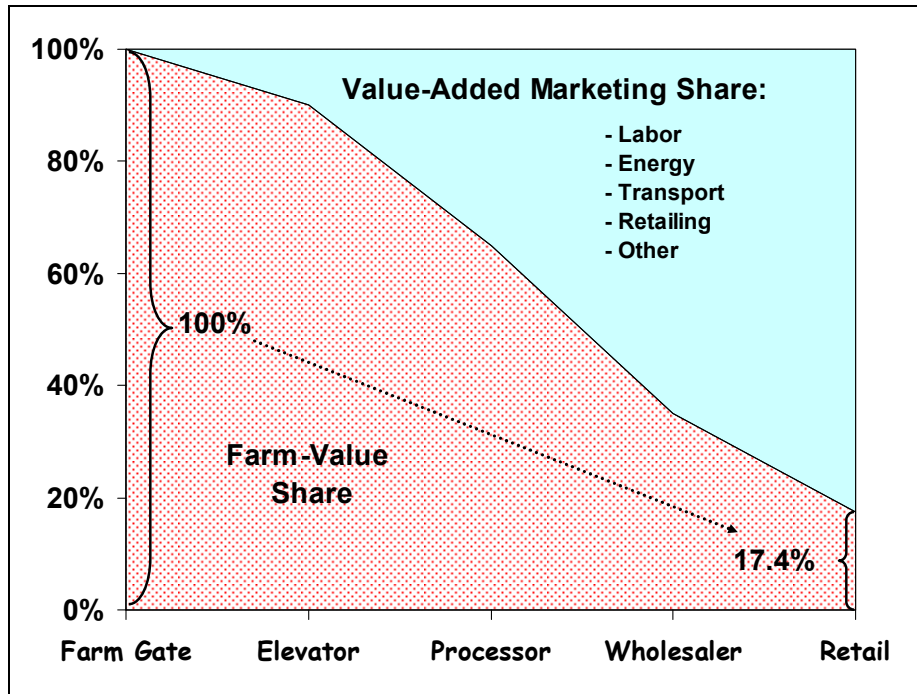 100%
80%
60%
40%
20%
0%
Value-Added Marketing Share:
- Labor
- Energy
- Transport
- Retailing
- Other
100%
Farm-Value
Share
17.4%
Farm Gate
Elevator
Processor
Wholesaler
Retail